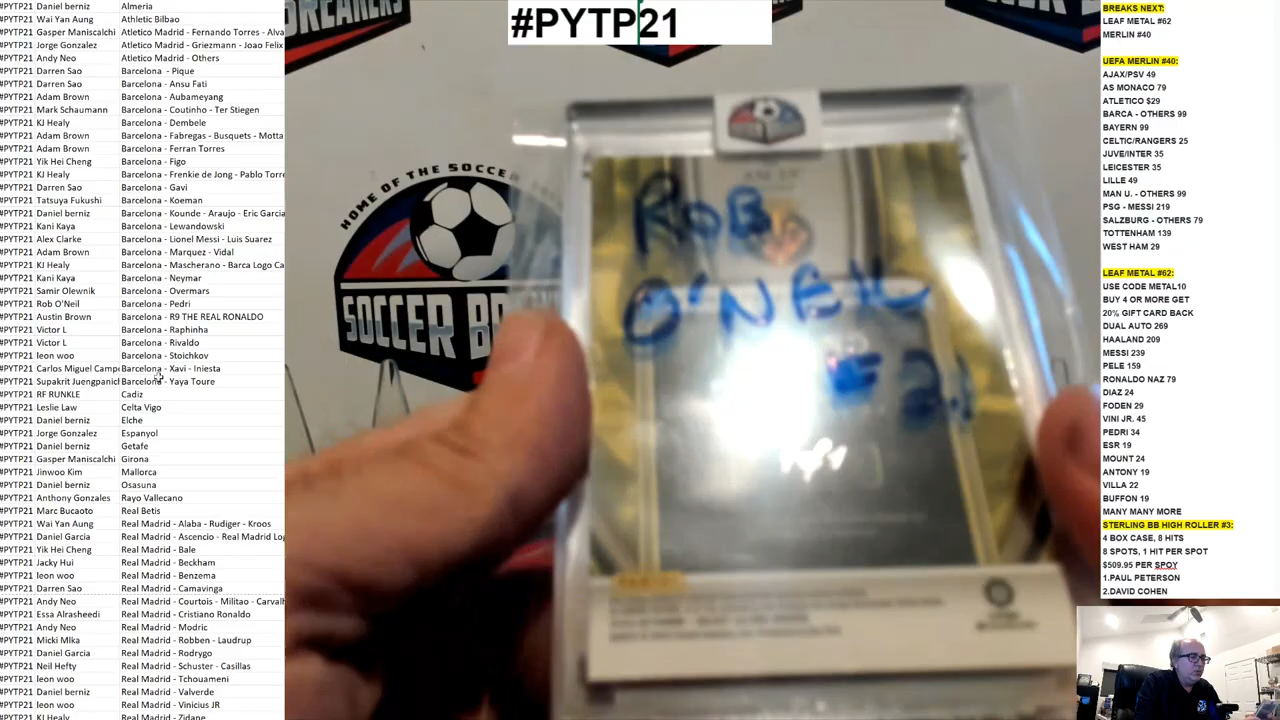 #PYTP21
#PYTP21 Daniel berniz Almeria
#PYTP21 Wai Yan Aung Athletic Bilbao
#PYTP21 Gasper Maniscalchi Atletico Madrid - Fernando Torres - Alva
#PYTP21 Jorge Gonzalez Atletico Madrid - Griezmann - Joao Felix
#PYTP21 Andy Neo Atletico Madrid - Others
#PYTP21 Darren Sao Barcelona - Pique
#PYTP21 Darren Sao Barcelona - Ansu Fati
#PYTP21 Adam Brown Barcelona - Aubameyang
#PYTP21 Mark Schaumann Barcelona - Coutinho - Ter Stiegen
#PYTP21 KJ Healy Barcelona - Dembele
#PYTP21 Adam Brown Barcelona - Fabregas - Busquets - Motta
#PYTP21 Adam Brown Barcelona - Ferran Torres
#PYTP21 Yik Hei Cheng Barcelona - Figo
#PYTP21 KJ Healy Barcelona - Frenkie de Jong - Pablo Torre
#PYTP21 Darren Sao Barcelona - Gavi
#PYTP21 Tatsuya Fukushi Barcelona - Koeman
#PYTP21 Daniel berniz Barcelona - Kounde - Araujo - Eric Garcia
#PYTP21 Kani Kaya Barcelona - Lewandowski
#PYTP21 Alex Clarke Barcelona - Lionel Messi - Luis Suarez
#PYTP21 Adam Brown Barcelona - Marquez - Vidal
#PYTP21 KJ Healy Barcelona - Mascherano - Barca Logo Ca
#PYTP21 Kani Kaya Barcelona - Neymar
#PYTP21 Samir Olewnik Barcelona - Overmars
#PYTP21 Rob O'Neil Barcelona - Pedri
#PYTP21 Austin Brown Barcelona - R9 THE REAL RONALDO
#PYTP21 Victor L Barcelona - Raphinha
#PYTP21 Victor L Barcelona - Rivaldo
#PYTP21 leon woo Barcelona - Stoichkov
#PYTP21 Carlos Miguel Camp Barcelona - Xavi - Iniesta
#PYTP21 Supakrit Juengpanich Barcelona - Yaya Toure
#PYTP21 RF RUNKLE Cadiz
#PYTP21 Leslie Law Celta Vigo
#PYTP21 Daniel berniz Elche
#PYTP21 Jorge Gonzalez Espanyol
#PYTP21 Daniel berniz Getafe
#PYTP21 Gasper Maniscalchi Girona
#PYTP21 Jinwoo Kim Mallorca
#PYTP21 Daniel berniz Osasuna
#PYTP21 Anthony Gonzales Rayo Vallecano
#PYTP21 Marc Bucaoto Real Betis
#PYTP21 Wai Yan Aung Real Madrid - Alaba - Rudiger - Kroos
#PYTP21 Daniel Garcia Real Madrid - Ascencio - Real Madrid Lo
#PYTP21 Yik Hei Cheng Real Madrid - Bale
#PYTP21 Jacky Hui Real Madrid - Beckham
#PYTP21 leon woo Real Madrid - Benzema
#PYTP21 Darren Sao Real Madrid - Camavinga
#PYTP21 Andy Neo Real Madrid - Courtois - Militao - Carvalh
#PYTP21 Essa Alrasheedi Real Madrid - Cristiano Ronaldo
#PYTP21 Andy Neo Real Madrid - Modric
#PYTP21 Micki Mlka Real Madrid - Robben - Laudrup
#PYTP21 Daniel Garcia Real Madrid - Rodrygo
#PYTP21 Neil Hefty Real Madrid - Schuster - Casillas
#PYTP21 leon woo Real Madrid - Tchouameni
#PYTP21 Daniel berniz Real Madrid - Valverde
#PYTP21 leon woo Real Madrid - Vinicius JR
#PYTP21 KJ Healy Real Madrid - Zidane
BREAKERS
HOME OF THE SOCCER
SOCCER BR
ROB
O'NEIL
BREAKS NEXT:
LEAF METAL #62
MERLIN #40
UEFA MERLIN #40:
AJAX/PSV 49
AS MONACO 79
ATLETICO $29
BARCA - OTHERS 99
BAYERN 99
CELTIC/RANGERS 25
JUVE/INTER 35
LEICESTER 35
LILLE 49
MAN U. - OTHERS 99
PSG - MESSI 219
SALZBURG - OTHERS 79
TOTTENHAM 139
WEST HAM 29
LEAF METAL #62:
USE CODE METAL10
BUY 4 OR MORE GET
20% GIFT CARD BACK
DUAL AUTO 269
HAALAND 209
MESSI 239
PELE 159
RONALDO NAZ 79
DIAZ 24
FODEN 29
VINI JR. 45
PEDRI 34
ESR 19
MOUNT 24
ANTONY 19
VILLA 22
BUFFON 19
MANY MANY MORE
STERLING BB HIGH ROLLER #3:
4 BOX CASE, 8 HITS
8 SPOTS, 1 HIT PER SPOT
$509.95 PER SPOY
1.PAUL PETERSON
2.DAVID COHEN